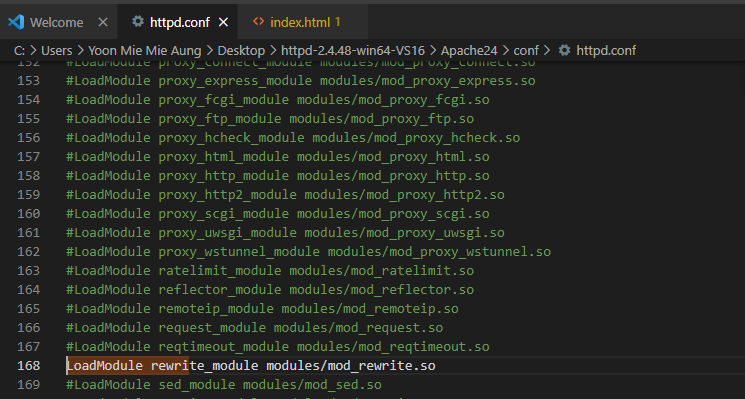 Welcome httpd.conf index.html 1
C: > Users > Yoon Mie Mie Aung > Desktop > httpd-2.4.48-win64-VS16 > Apache24 > conf > httpd.conf
152 #LoadModule proxy_connect_module modules/mod_proxy_connect.so
153 #LoadModule proxy_express_module modules/mod_proxy_express.so
154 #LoadModule proxy_fcgi_module modules/mod_proxy_fcgi.so
155 #LoadModule proxy_ftp_module modules/mod_proxy_ftp.so
156 #LoadModule proxy_hcheck_module modules/mod_proxy_hcheck.so
157 #LoadModule proxy_html_module modules/mod_proxy_html.so
158 #LoadModule proxy_http_module modules/mod_proxy_http.so
159 #LoadModule proxy_http2_module modules/mod_proxy_http2.so
160 #LoadModule proxy_scgi_module modules/mod_proxy_scgi.so
161 #LoadModule proxy_uwsgi_module modules/mod_proxy_uwsgi.so
162 #LoadModule proxy_wstunnel_module modules/mod_proxy_wstunnel.so
163 #LoadModule ratelimit_module modules/mod_ratelimit.so
164 #LoadModule reflector_module modules/mod_reflector.so
165 #LoadModule remoteip_module modules/mod_remoteip.so
166 #LoadModule request_module modules/mod_request.so
167 #LoadModule reqtimeout_module modules/mod_reqtimeout.so
168 LoadModule rewrite_module modules/mod_rewrite.so
169 #LoadModule sed_module modules/mod_sed.so